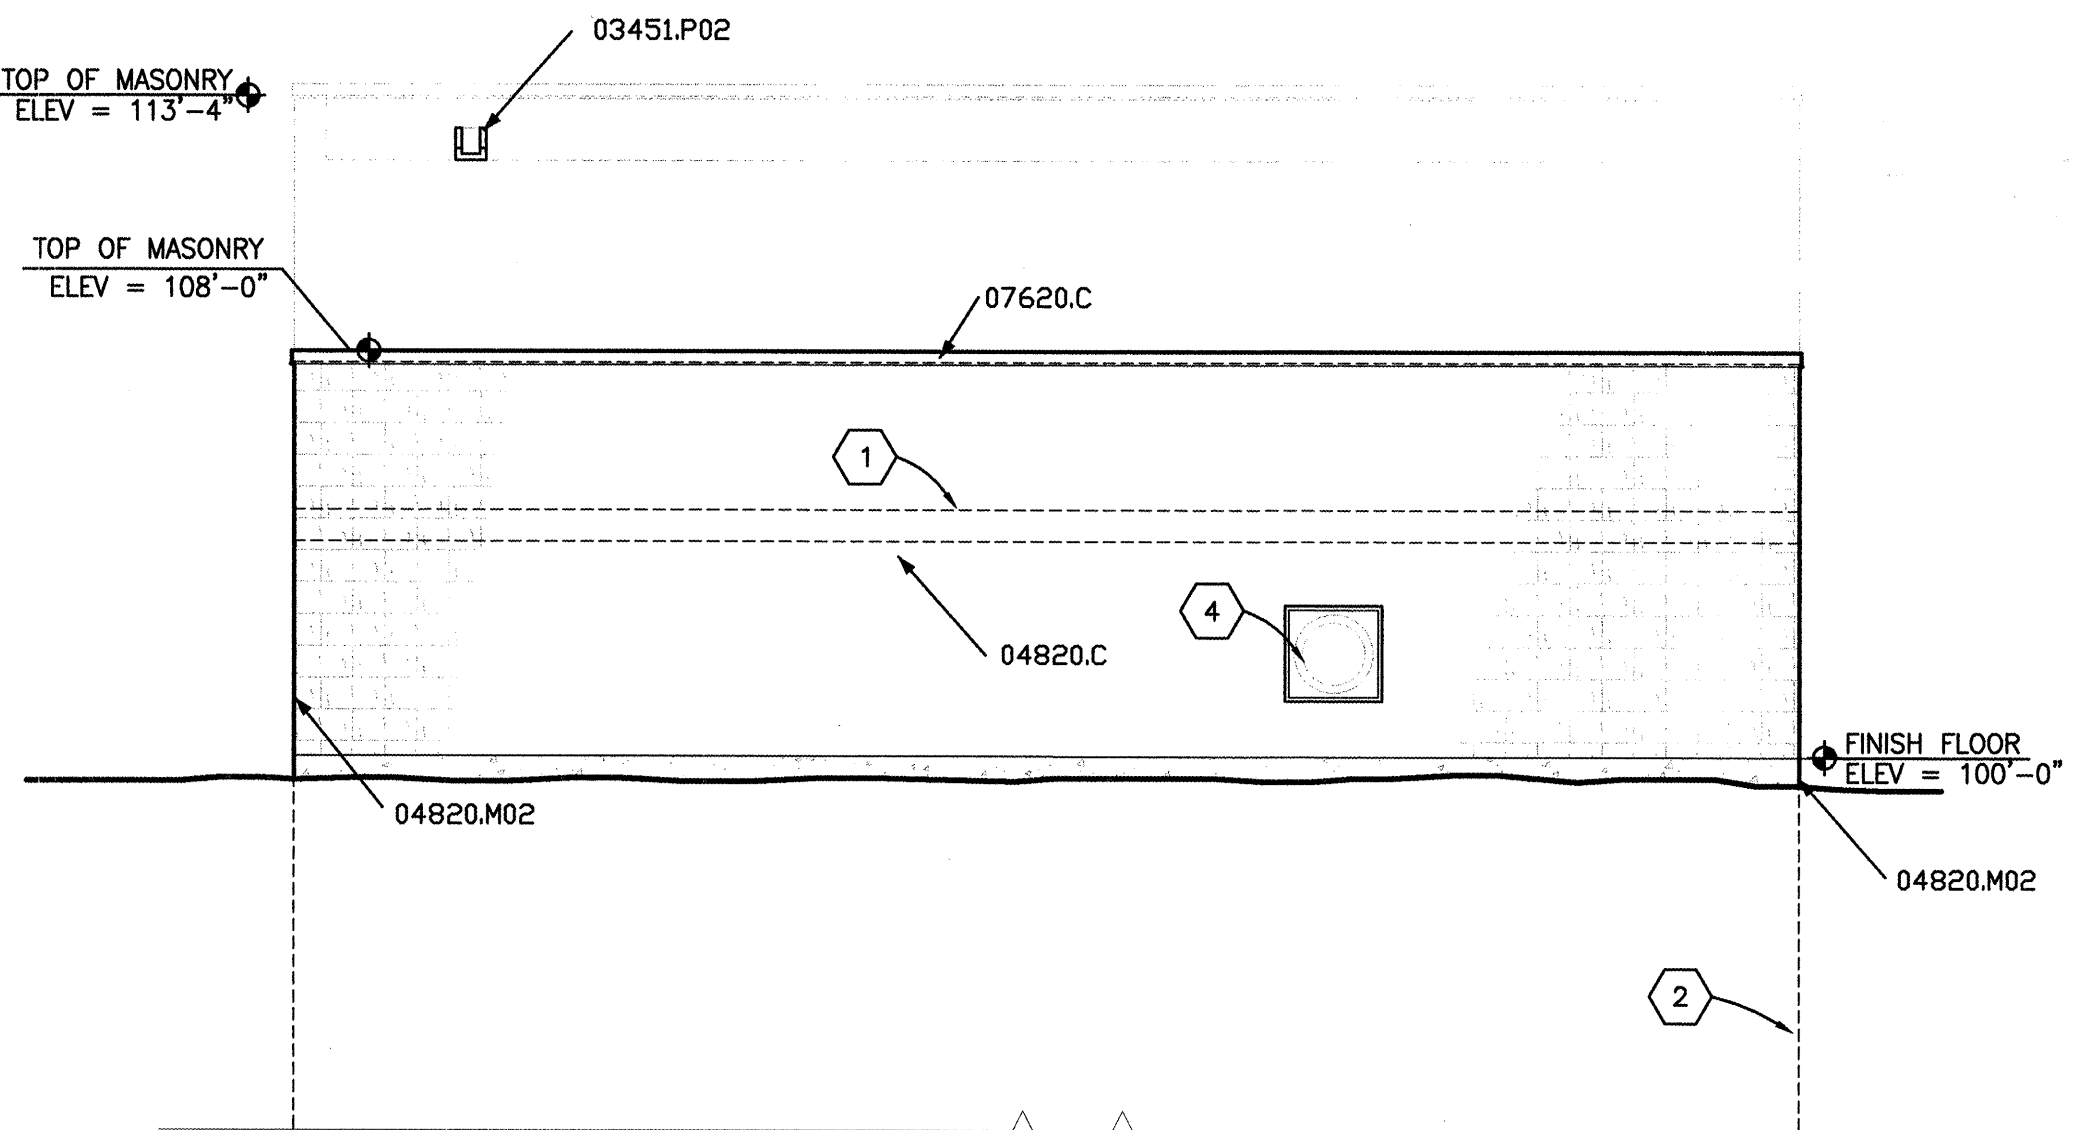 03451.P02
TOP OF MASONRY
ELEV = 113'-4"
TOP OF MASONRY
ELEV = 108'-0"
07620.C
1
4
04820.C
FINISH FLOOR
ELEV = 100'-0"
04820.M02
04820.M02
2